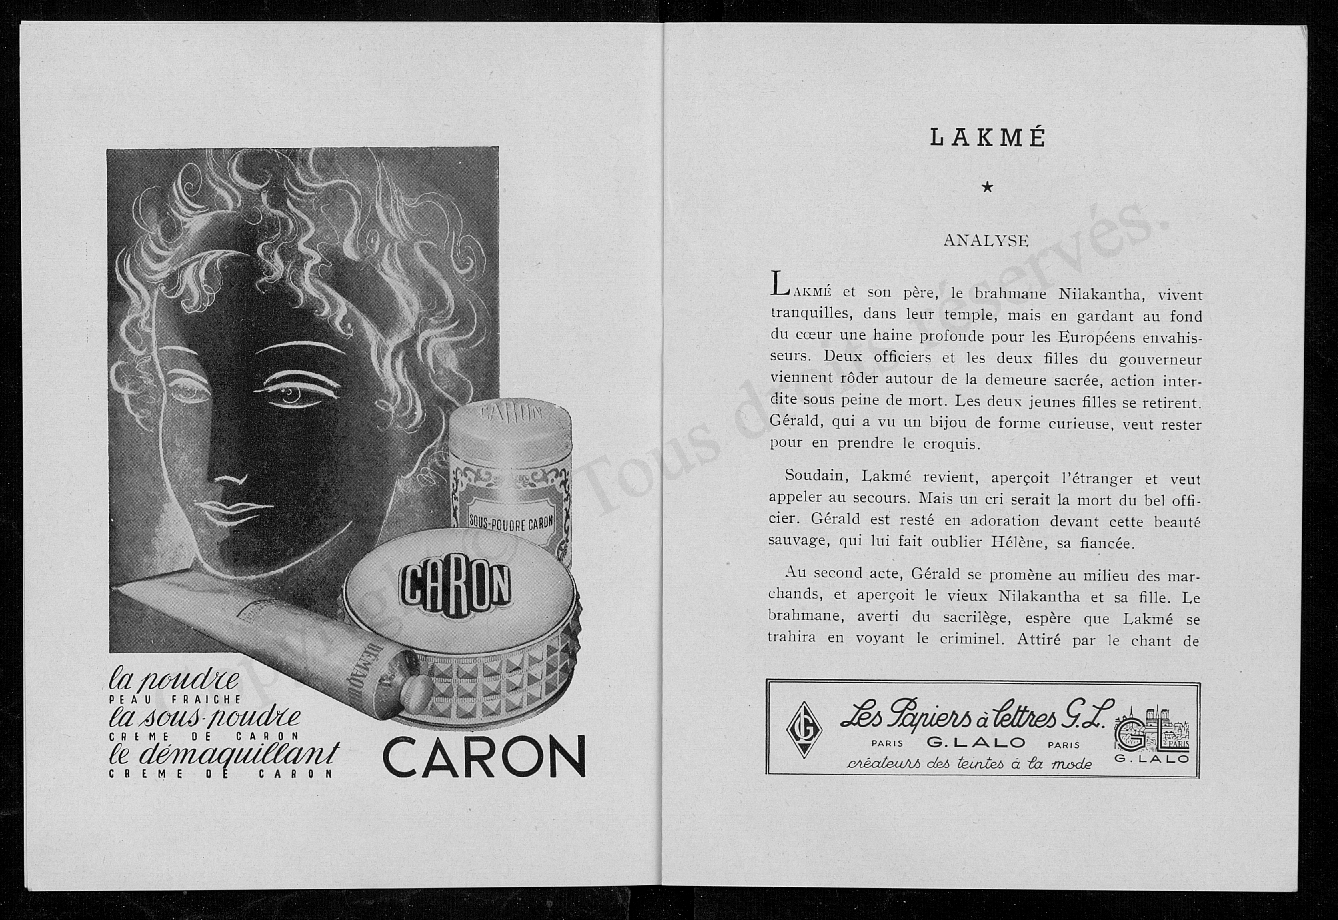 CARON
SOUS-POUDRE CARON
CARON
la poudre
PEAU FRAICHE
la sous-poudre
CREME DE CARON
le démaquillant
CREME DE CARON
CARON
LAKMÉ
★
ANALYSE
LAKMÉ et son père, le brahmane Nilakantha, vivent
tranquilles, dans leur temple, mais en gardant au fond
du cœur une haine profonde pour les Européens envahis-
seurs. Deux officiers et les deux filles du gouverneur
viennent rôder autour de la demeure sacrée, action inter-
dite sous peine de mort. Les deux jeunes filles se retirent.
Gérald, qui a vu un bijou de forme curieuse, veut rester
pour en prendre le croquis.
Soudain, Lakmé revient, aperçoit l'étranger et veut
appeler au secours. Mais un cri serait la mort du bel offi-
cier. Gérald est resté en adoration devant cette beauté
sauvage, qui lui fait oublier Hélène, sa fiancée.
Au second acte, Gérald se promène au milieu des mar-
chands, et aperçoit le vieux Nilakantha et sa fille. Le
brahmane, averti du sacrilège, espère que Lakmé se
trahira en voyant le criminel. Attiré par le chant de
Les Papiers à lettres G.L.
PARIS G. LALO PARIS
créateurs des teintes à la mode
GL
PARIS
G. LALO
Tous droits réservés.